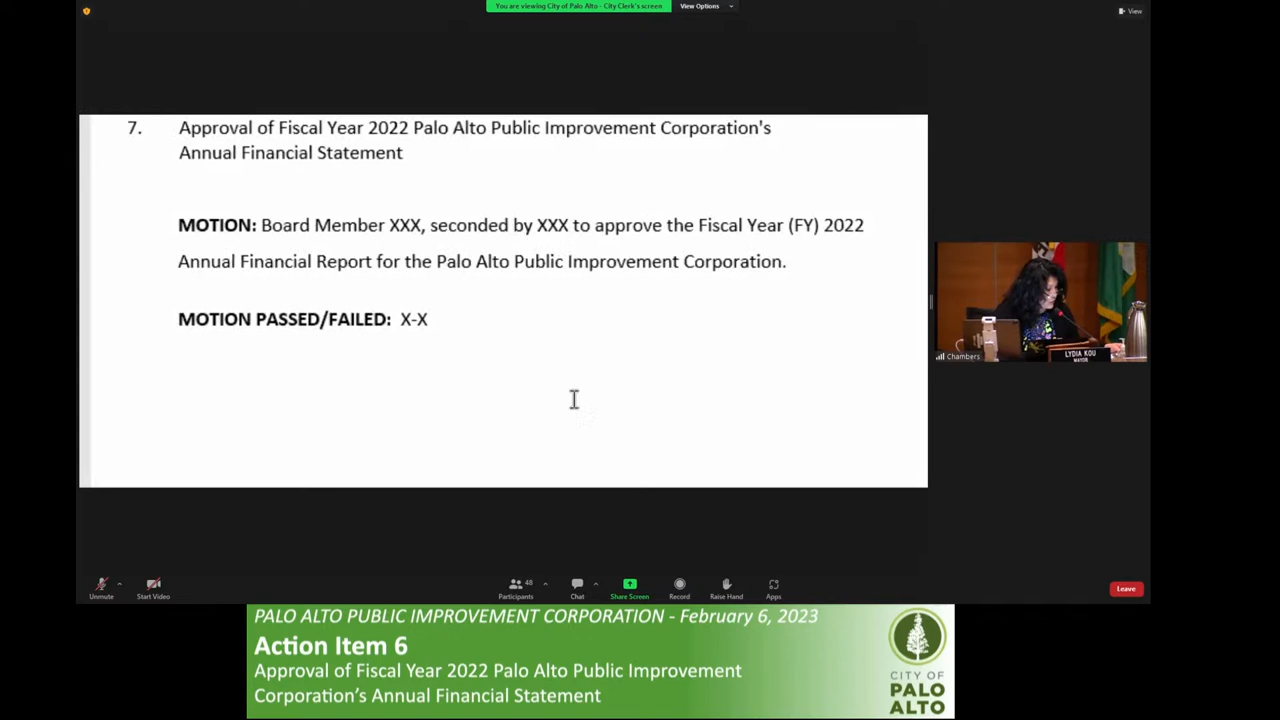 You are viewing City of Palo Alto - City Clerk's screen
View Options
View
7. Approval of Fiscal Year 2022 Palo Alto Public Improvement Corporation's
Annual Financial Statement
MOTION: Board Member XXX, seconded by XXX to approve the Fiscal Year (FY) 2022
Annual Financial Report for the Palo Alto Public Improvement Corporation.
MOTION PASSED/FAILED: X-X
LYDIA KOU
MAYOR
Chambers
Unmute
Start Video
48
Participants
Chat
Share Screen
Record
Raise Hand
Apps
Leave
PALO ALTO PUBLIC IMPROVEMENT CORPORATION - February 6, 2023
Action Item 6
Approval of Fiscal Year 2022 Palo Alto Public Improvement
Corporation's Annual Financial Statement
CITY OF
PALO
ALTO